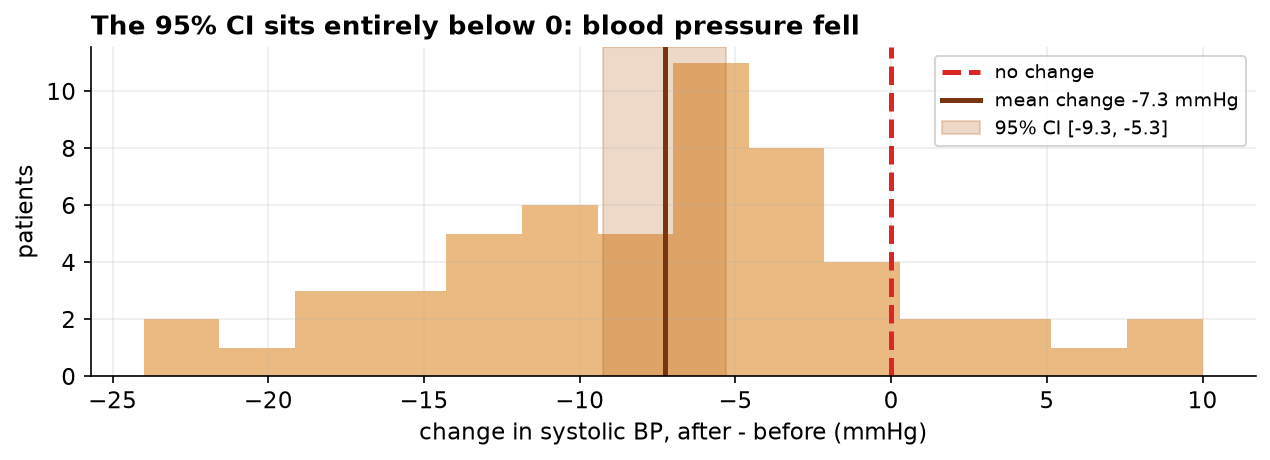 The 95% CI sits entirely below 0: blood pressure fell
no change
mean change -7.3 mmHg
95% CI [-9.3, -5.3]
patients
10
8
6
4
2
0
−25
−20
−15
−10
−5
0
5
10
change in systolic BP, after - before (mmHg)